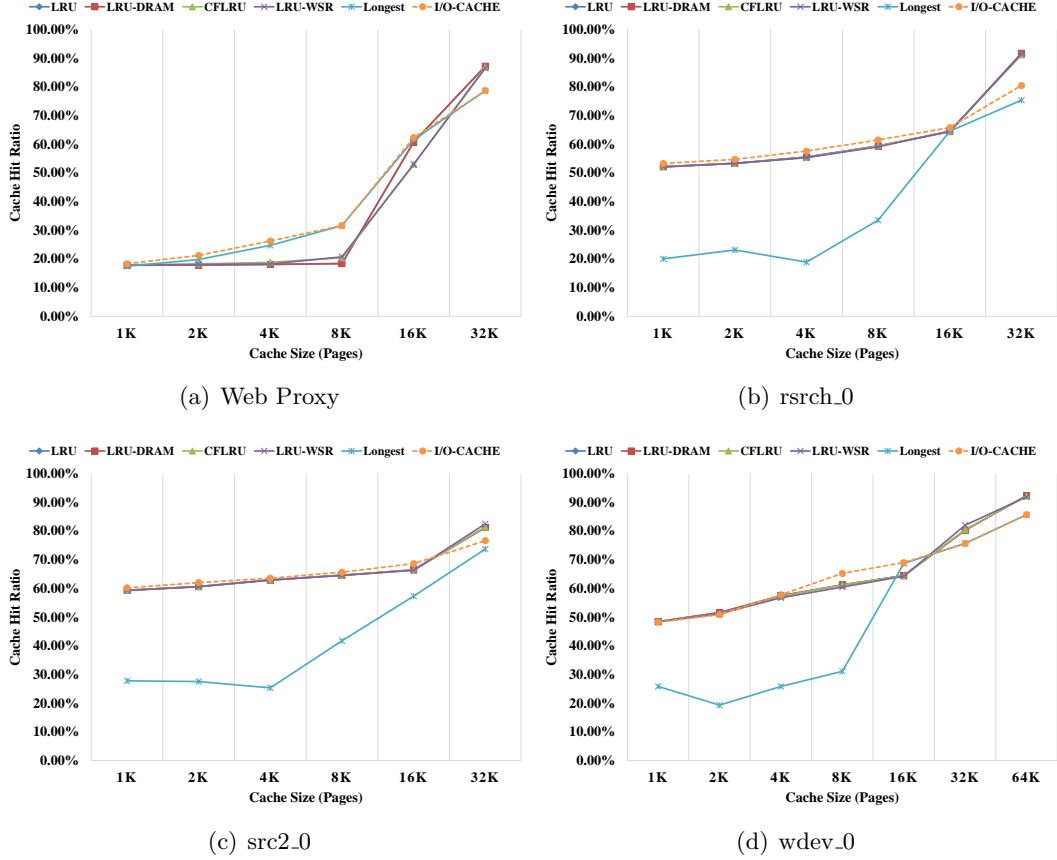 LRU LRU-DRAM CFLRU LRU-WSR Longest I/O-CACHE
100.00%
90.00%
80.00%
70.00%
60.00%
50.00%
40.00%
30.00%
20.00%
10.00%
0.00%
Cache Hit Ratio
1K 2K 4K 8K 16K 32K
Cache Size (Pages)
(a) Web Proxy
LRU LRU-DRAM CFLRU LRU-WSR Longest I/O-CACHE
100.00%
90.00%
80.00%
70.00%
60.00%
50.00%
40.00%
30.00%
20.00%
10.00%
0.00%
Cache Hit Ratio
1K 2K 4K 8K 16K 32K
Cache Size (Pages)
(b) rsrch_0
LRU LRU-DRAM CFLRU LRU-WSR Longest I/O-CACHE
100.00%
90.00%
80.00%
70.00%
60.00%
50.00%
40.00%
30.00%
20.00%
10.00%
0.00%
Cache Hit Ratio
1K 2K 4K 8K 16K 32K
Cache Size (Pages)
(c) src2_0
LRU LRU-DRAM CFLRU LRU-WSR Longest I/O-CACHE
100.00%
90.00%
80.00%
70.00%
60.00%
50.00%
40.00%
30.00%
20.00%
10.00%
0.00%
Cache Hit Ratio
1K 2K 4K 8K 16K 32K 64K
Cache Size (Pages)
(d) wdev_0